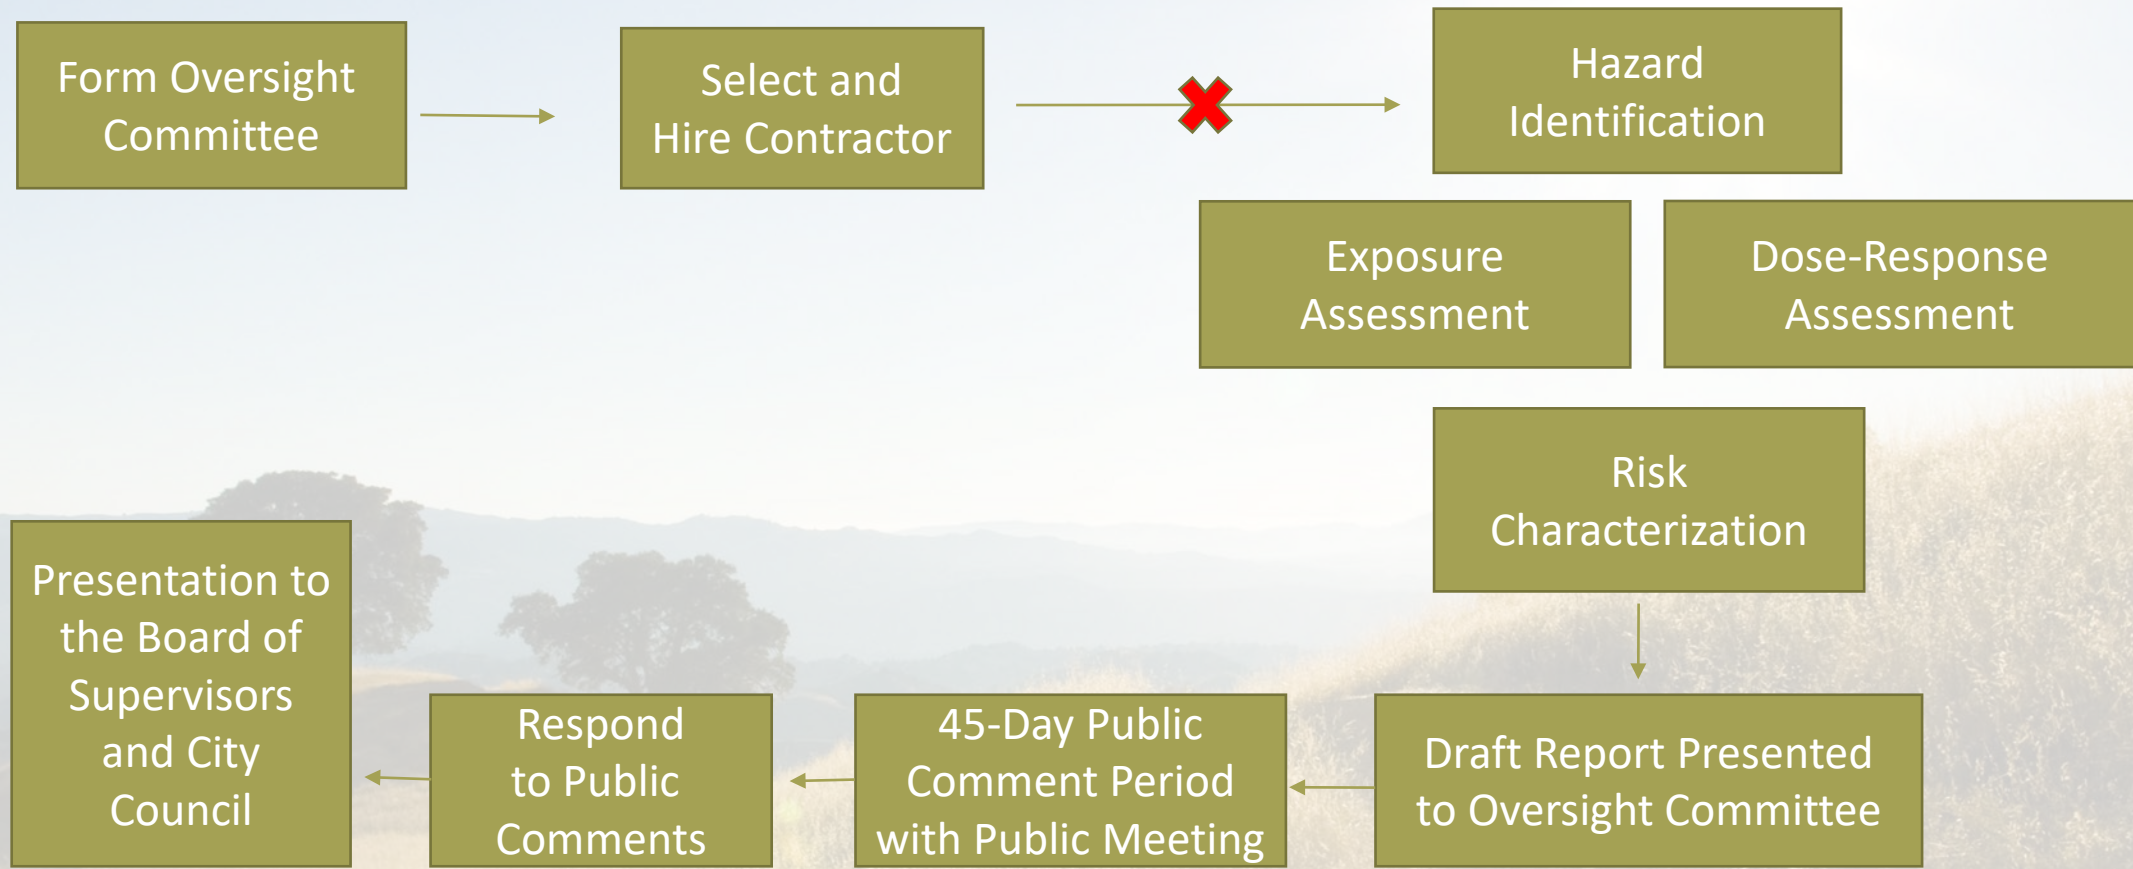 Form Oversight
Committee
Select and
Hire Contractor
Hazard
Identification
Exposure
Assessment
Dose-Response
Assessment
Risk
Characterization
Draft Report Presented
to Oversight Committee
45-Day Public
Comment Period
with Public Meeting
Respond
to Public
Comments
Presentation to
the Board of
Supervisors
and City
Council